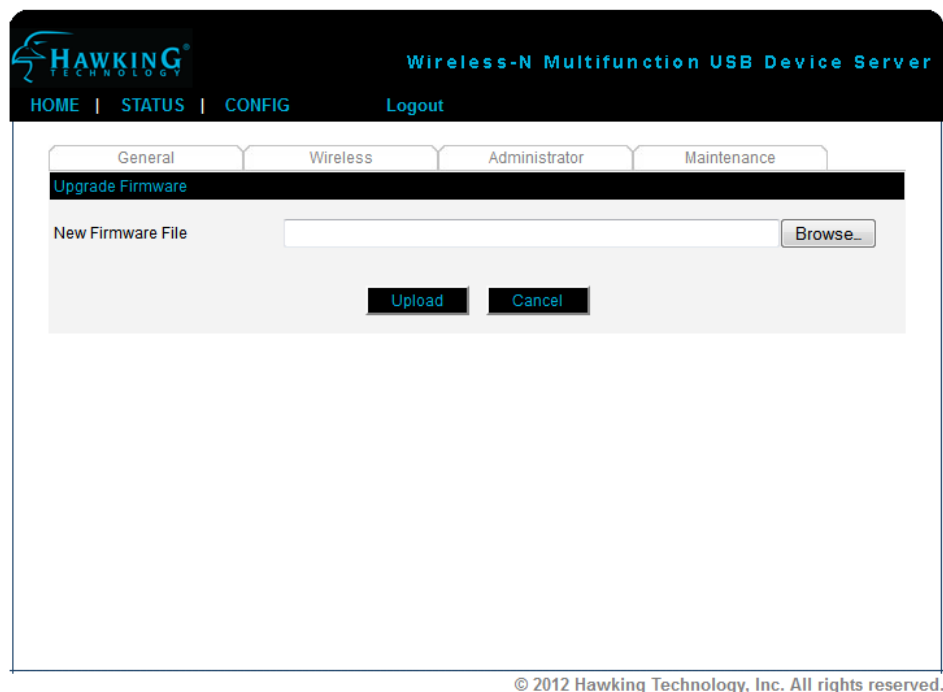 HAWKING®
TECHNOLOGY
Wireless-N Multifunction USB Device Server
HOME | STATUS | CONFIG Logout
General Wireless Administrator Maintenance
Upgrade Firmware
New Firmware File Browse...
Upload Cancel
© 2012 Hawking Technology, Inc. All rights reserved.